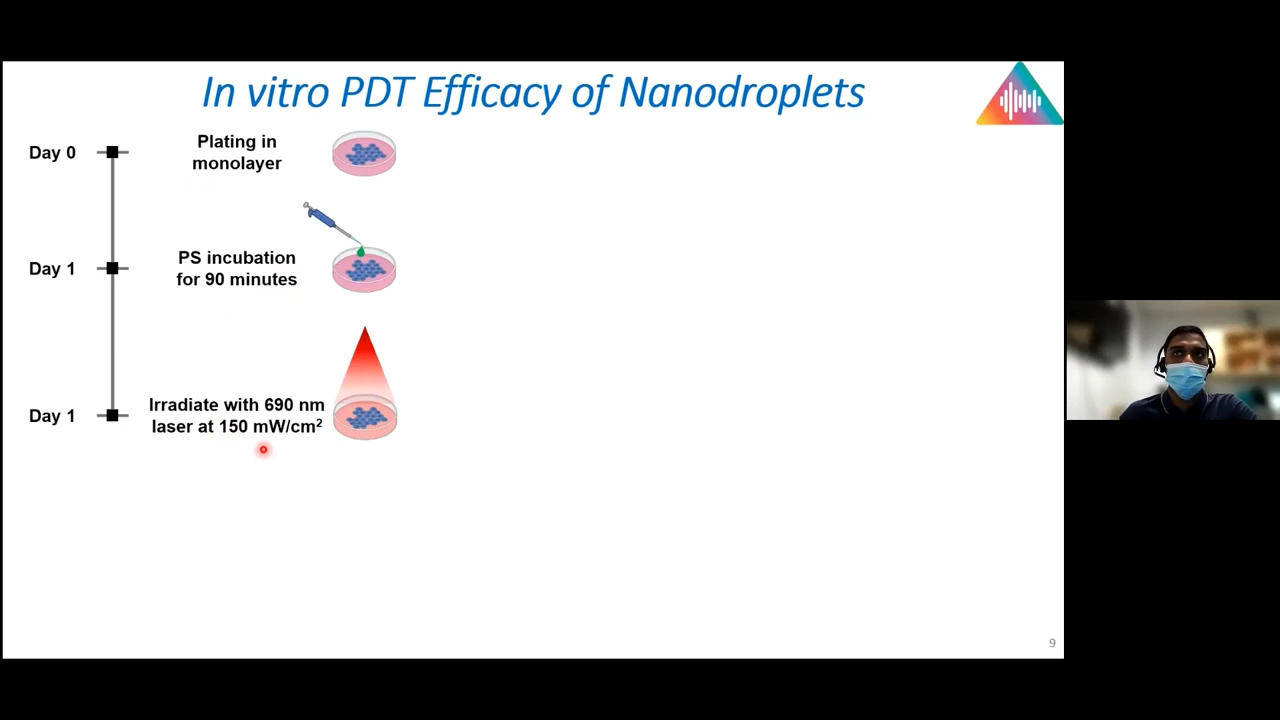 In vitro PDT Efficacy of Nanodroplets
Day 0
Plating in
monolayer
Day 1
PS incubation
for 90 minutes
Day 1
Irradiate with 690 nm
laser at 150 mW/cm²
9